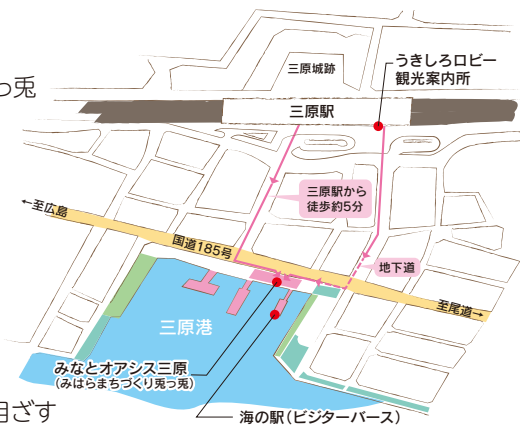 っ兎
三原城跡
うきしろロビー
観光案内所
三原駅
三原駅から
徒歩約5分
←至広島
国道185号
地下道
至尾道→
三原港
みなとオアシス三原
(みはらまちづくり兎っ兎)
海の駅(ビジターバース)
目ざす